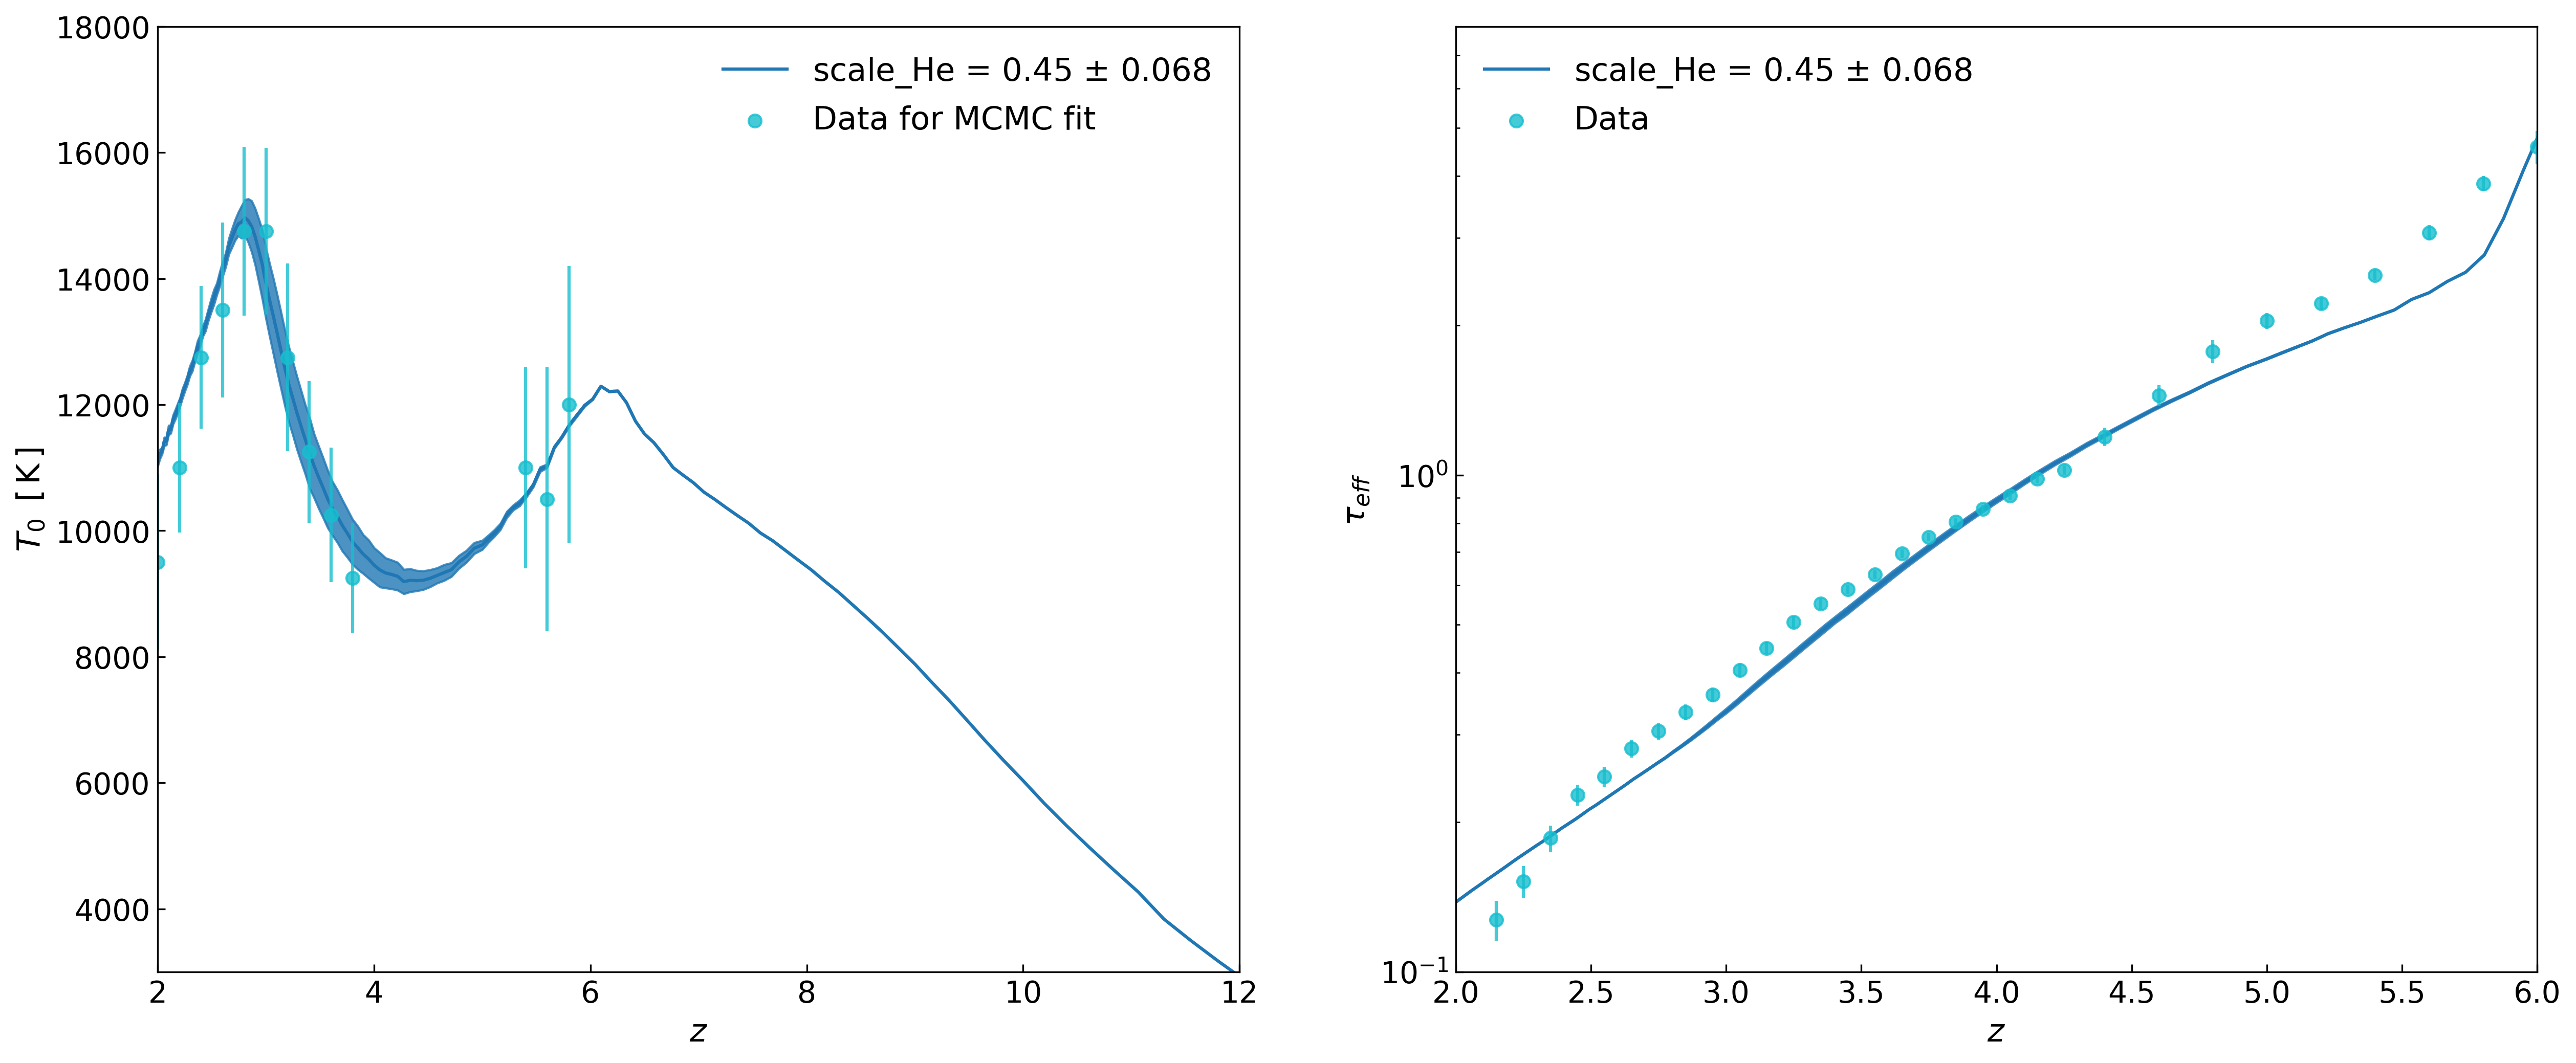 18000
16000
14000
12000
10000
8000
6000
4000
T₀ [ K ]
2 4 6 8 10 12
z
scale_He = 0.45 ± 0.068
Data for MCMC fit
10⁰
10⁻¹
τ_eff
2.0 2.5 3.0 3.5 4.0 4.5 5.0 5.5 6.0
z
scale_He = 0.45 ± 0.068
Data